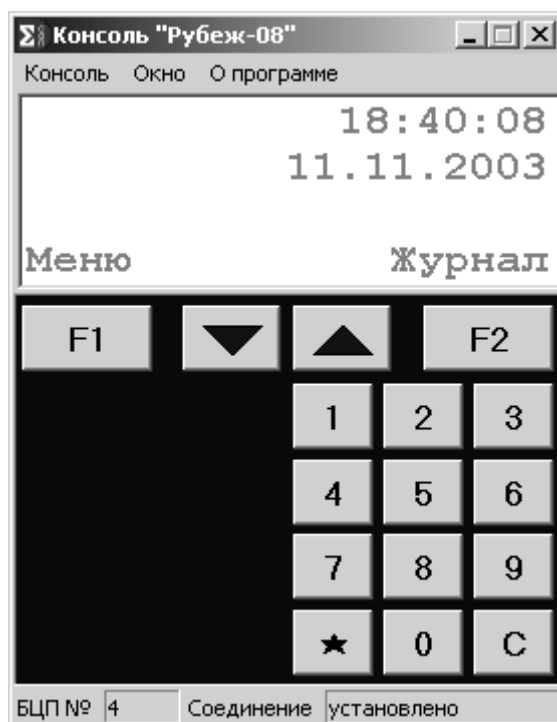 Консоль "Рубеж-08"
Консоль Окно О программе
18:40:08
11.11.2003
Меню Журнал
F1 F2
1 2 3
4 5 6
7 8 9
★ 0 C
БЦП № 4 Соединение установлено